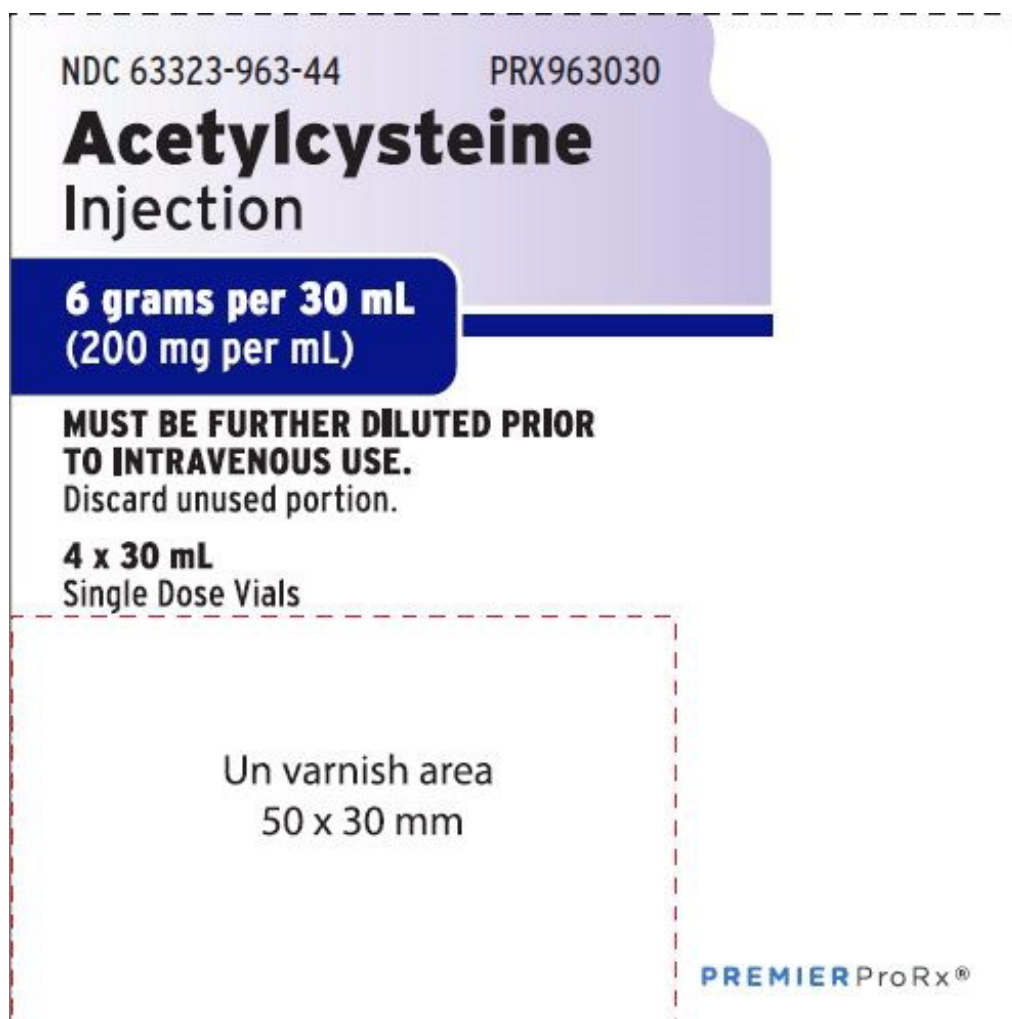 NDC 63323-963-44 PRX963030
Acetylcysteine
Injection
6 grams per 30 mL
(200 mg per mL)
MUST BE FURTHER DILUTED PRIOR
TO INTRAVENOUS USE.
Discard unused portion.
4 x 30 mL
Single Dose Vials
Un varnish area
50 x 30 mm
PREMIERProRx®